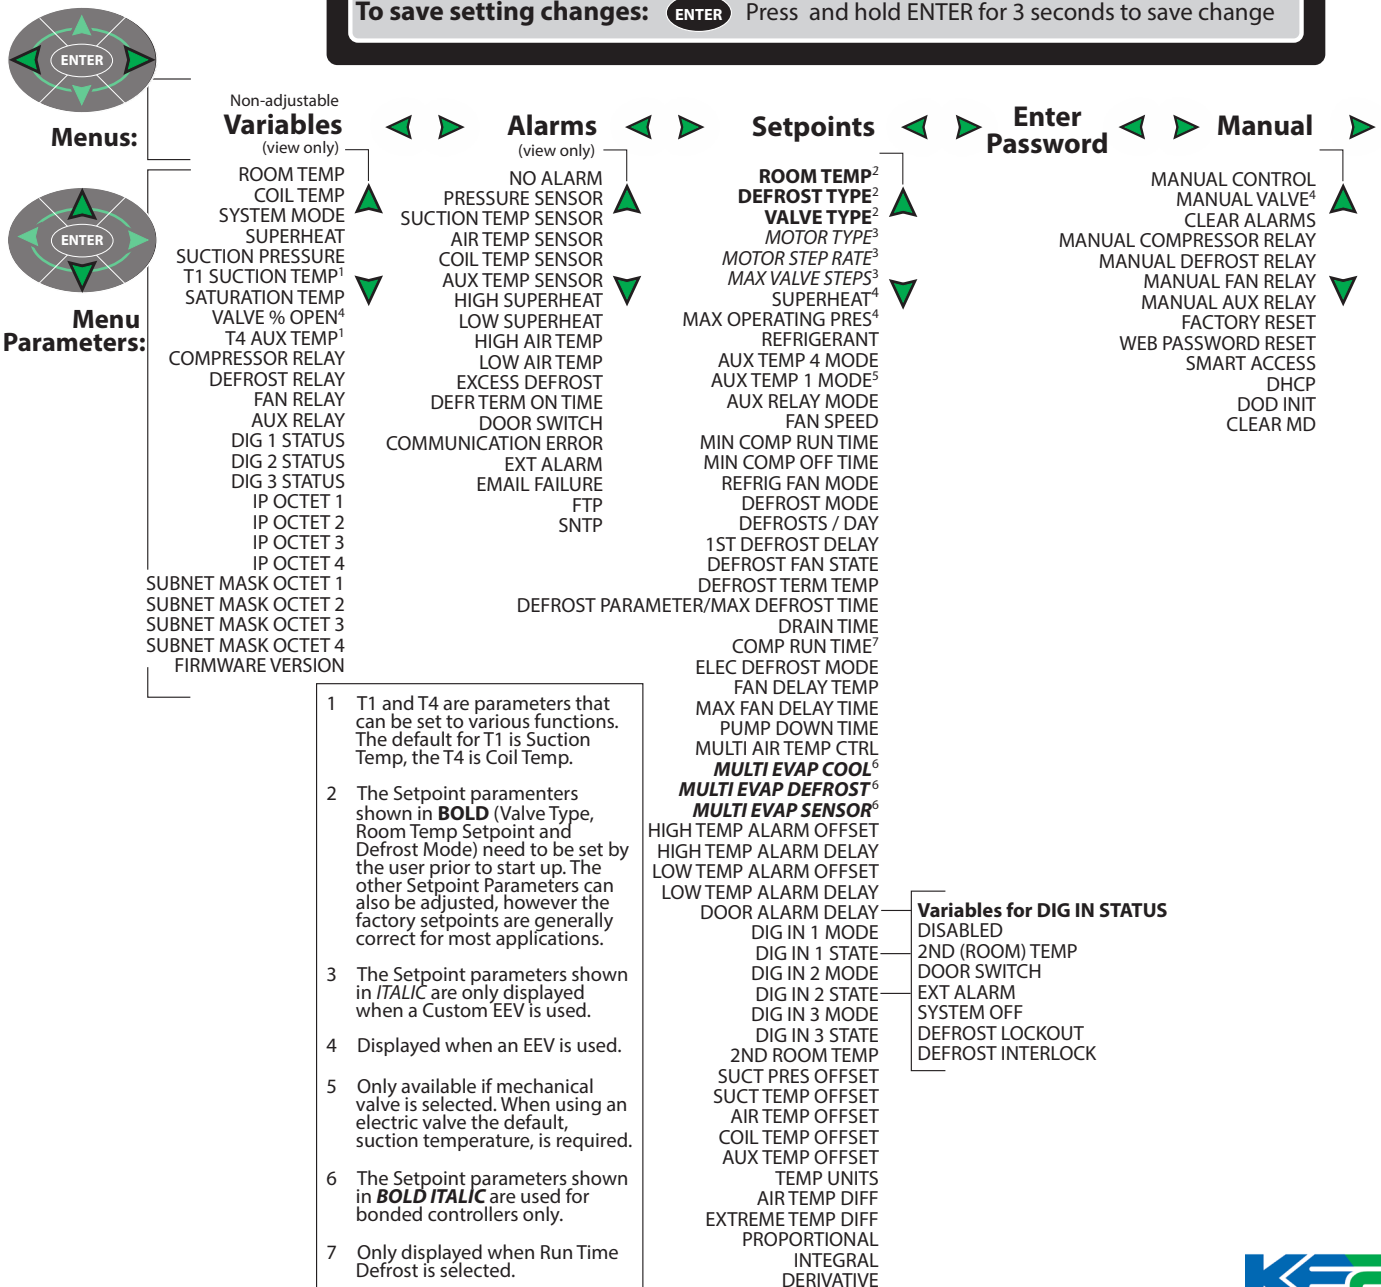 To save setting changes: ENTER Press and hold ENTER for 3 seconds to save change
ENTER
Menus:
ENTER
Menu
Parameters:
Non-adjustable
Variables
(view only)
ROOM TEMP
COIL TEMP
SYSTEM MODE
SUPERHEAT
SUCTION PRESSURE
T1 SUCTION TEMP1
SATURATION TEMP
VALVE % OPEN4
T4 AUX TEMP1
COMPRESSOR RELAY
DEFROST RELAY
FAN RELAY
AUX RELAY
DIG 1 STATUS
DIG 2 STATUS
DIG 3 STATUS
IP OCTET 1
IP OCTET 2
IP OCTET 3
IP OCTET 4
SUBNET MASK OCTET 1
SUBNET MASK OCTET 2
SUBNET MASK OCTET 3
SUBNET MASK OCTET 4
FIRMWARE VERSION
Alarms
(view only)
NO ALARM
PRESSURE SENSOR
SUCTION TEMP SENSOR
AIR TEMP SENSOR
COIL TEMP SENSOR
AUX TEMP SENSOR
HIGH SUPERHEAT
LOW SUPERHEAT
HIGH AIR TEMP
LOW AIR TEMP
EXCESS DEFROST
DEFR TERM ON TIME
DOOR SWITCH
COMMUNICATION ERROR
EXT ALARM
EMAIL FAILURE
FTP
SNTP
Setpoints
ROOM TEMP2
DEFROST TYPE2
VALVE TYPE2
MOTOR TYPE3
MOTOR STEP RATE3
MAX VALVE STEPS3
SUPERHEAT4
MAX OPERATING PRES4
REFRIGERANT
AUX TEMP 4 MODE
AUX TEMP 1 MODE5
AUX RELAY MODE
FAN SPEED
MIN COMP RUN TIME
MIN COMP OFF TIME
REFRIG FAN MODE
DEFROST MODE
DEFROSTS / DAY
1ST DEFROST DELAY
DEFROST FAN STATE
DEFROST TERM TEMP
DEFROST PARAMETER/MAX DEFROST TIME
DRAIN TIME
COMP RUN TIME7
ELEC DEFROST MODE
FAN DELAY TEMP
MAX FAN DELAY TIME
PUMP DOWN TIME
MULTI AIR TEMP CTRL
MULTI EVAP COOL6
MULTI EVAP DEFROST6
MULTI EVAP SENSOR6
HIGH TEMP ALARM OFFSET
HIGH TEMP ALARM DELAY
LOW TEMP ALARM OFFSET
LOW TEMP ALARM DELAY
DOOR ALARM DELAY
DIG IN 1 MODE
DIG IN 1 STATE
DIG IN 2 MODE
DIG IN 2 STATE
DIG IN 3 MODE
DIG IN 3 STATE
2ND ROOM TEMP
SUCT PRES OFFSET
SUCT TEMP OFFSET
AIR TEMP OFFSET
COIL TEMP OFFSET
AUX TEMP OFFSET
TEMP UNITS
AIR TEMP DIFF
EXTREME TEMP DIFF
PROPORTIONAL
INTEGRAL
DERIVATIVE
Variables for DIG IN STATUS
DISABLED
2ND (ROOM) TEMP
DOOR SWITCH
EXT ALARM
SYSTEM OFF
DEFROST LOCKOUT
DEFROST INTERLOCK
Enter
Password
Manual
MANUAL CONTROL
MANUAL VALVE4
CLEAR ALARMS
MANUAL COMPRESSOR RELAY
MANUAL DEFROST RELAY
MANUAL FAN RELAY
MANUAL AUX RELAY
FACTORY RESET
WEB PASSWORD RESET
SMART ACCESS
DHCP
DOD INIT
CLEAR MD
1 T1 and T4 are parameters that
can be set to various functions.
The default for T1 is Suction
Temp, the T4 is Coil Temp.
2 The Setpoint paramenters
shown in BOLD (Valve Type,
Room Temp Setpoint and
Defrost Mode) need to be set by
the user prior to start up. The
other Setpoint Parameters can
also be adjusted, however the
factory setpoints are generally
correct for most applications.
3 The Setpoint parameters shown
in ITALIC are only displayed
when a Custom EEV is used.
4 Displayed when an EEV is used.
5 Only available if mechanical
valve is selected. When using an
electric valve the default,
suction temperature, is required.
6 The Setpoint parameters shown
in BOLD ITALIC are used for
bonded controllers only.
7 Only displayed when Run Time
Defrost is selected.